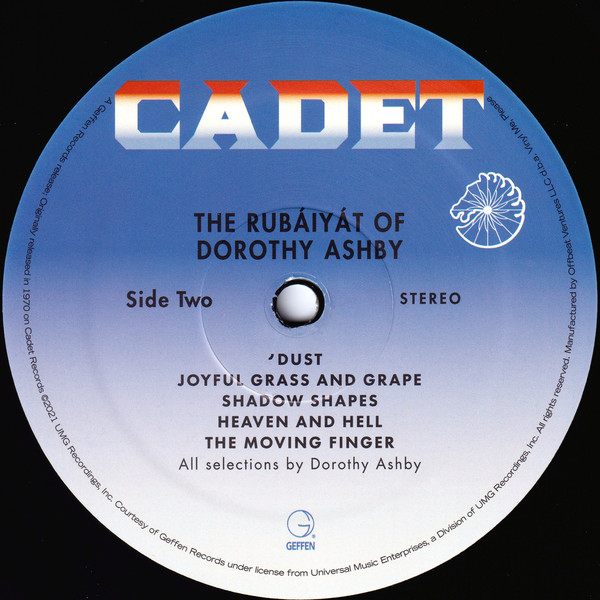 CADET
THE RUBÁIYÁT OF
DOROTHY ASHBY
Side Two
STEREO
'DUST
JOYFUL GRASS AND GRAPE
SHADOW SHAPES
HEAVEN AND HELL
THE MOVING FINGER
All selections by Dorothy Ashby
GEFFEN
A Geffen Records release; Originally released in 1970 on Cadet Records ©2021 UMG Recordings, Inc. Courtesy of Geffen Records under license from Universal Music Enterprises, a Division of UMG Recordings, Inc. All rights reserved. Manufactured by Offbeat Ventures LLC d.b.a. Vinyl Me, Please